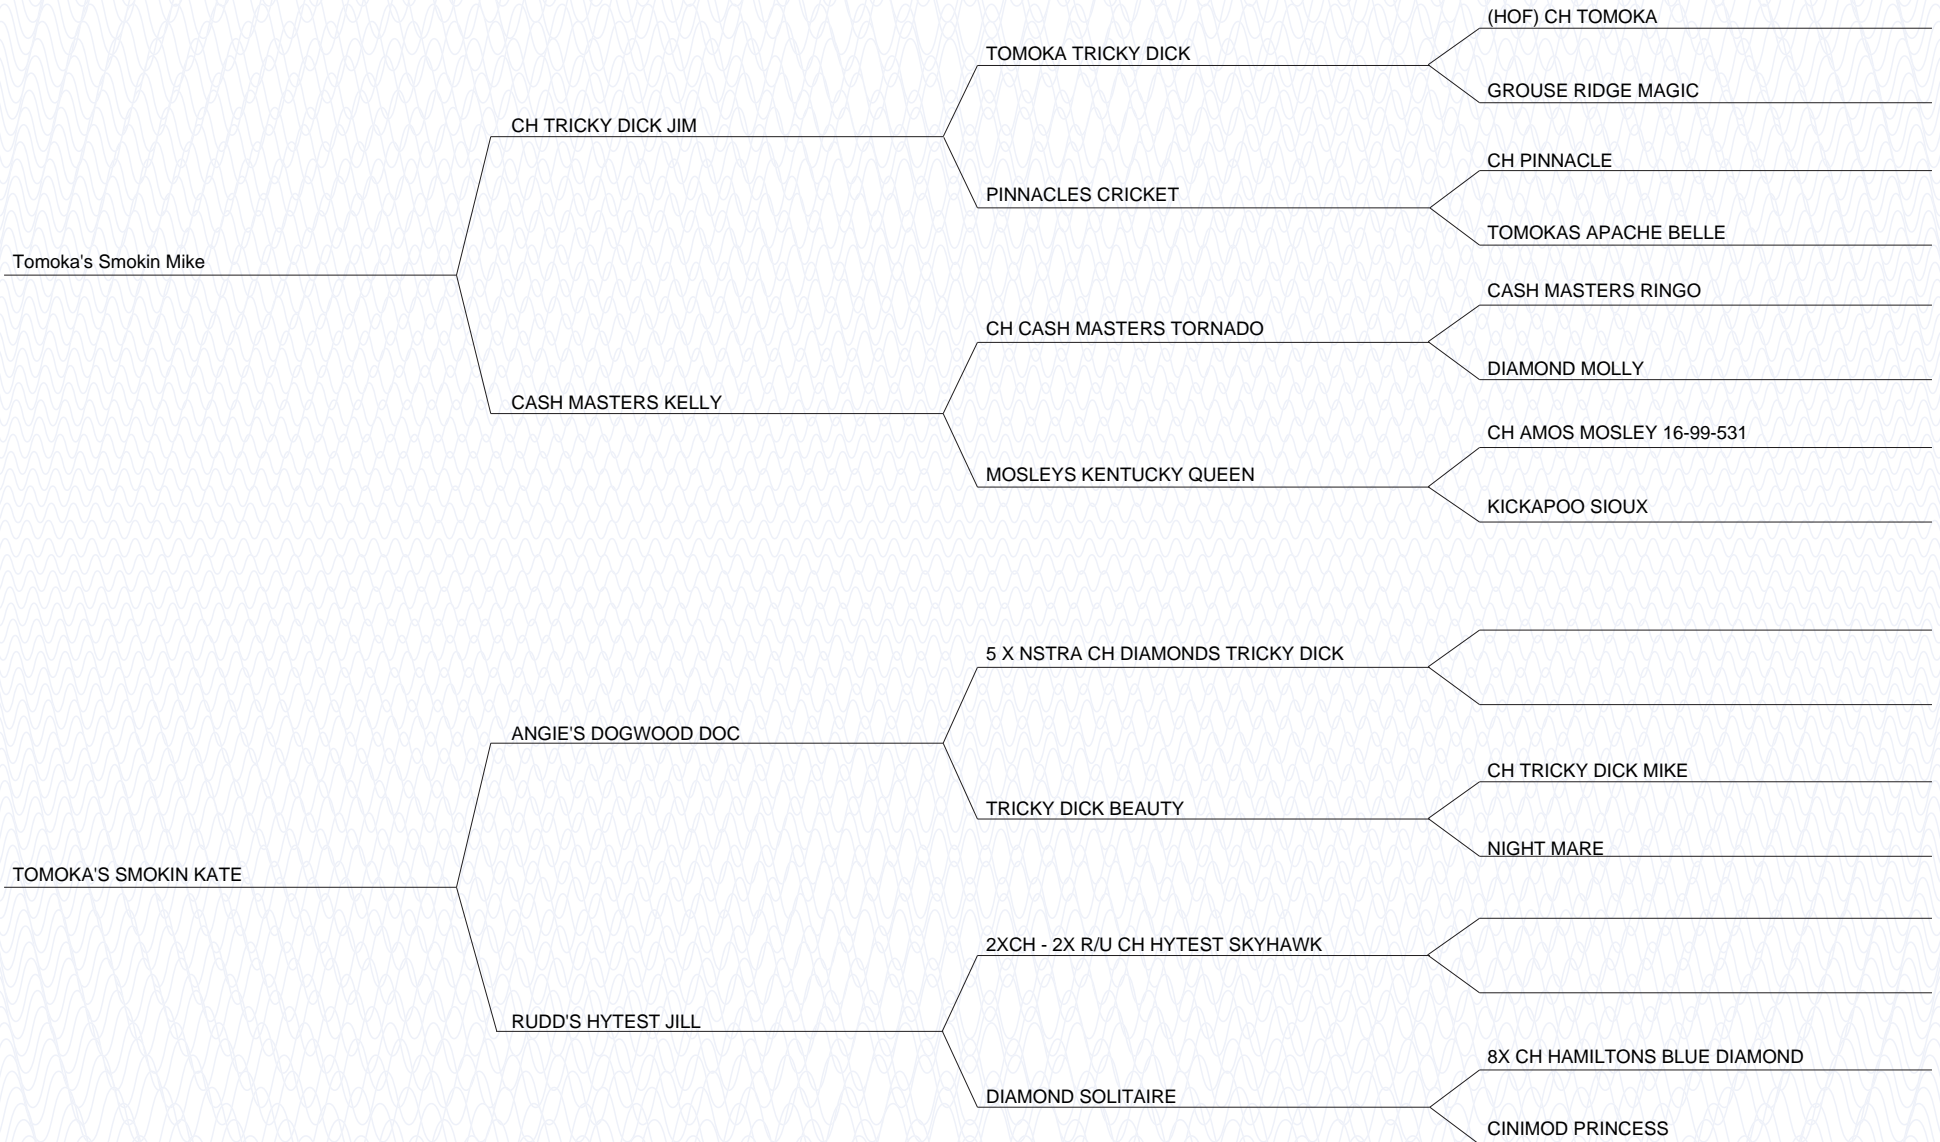 (HOF) CH TOMOKA
TOMOKA TRICKY DICK
GROUSE RIDGE MAGIC
CH TRICKY DICK JIM
CH PINNACLE
PINNACLES CRICKET
TOMOKAS APACHE BELLE
Tomoka's Smokin Mike
CASH MASTERS RINGO
CH CASH MASTERS TORNADO
DIAMOND MOLLY
CASH MASTERS KELLY
CH AMOS MOSLEY 16-99-531
MOSLEYS KENTUCKY QUEEN
KICKAPOO SIOUX
5 X NSTRA CH DIAMONDS TRICKY DICK
ANGIE'S DOGWOOD DOC
CH TRICKY DICK MIKE
TRICKY DICK BEAUTY
NIGHT MARE
TOMOKA'S SMOKIN KATE
2XCH - 2X R/U CH HYTEST SKYHAWK
RUDD'S HYTEST JILL
8X CH HAMILTONS BLUE DIAMOND
DIAMOND SOLITAIRE
CINIMOD PRINCESS